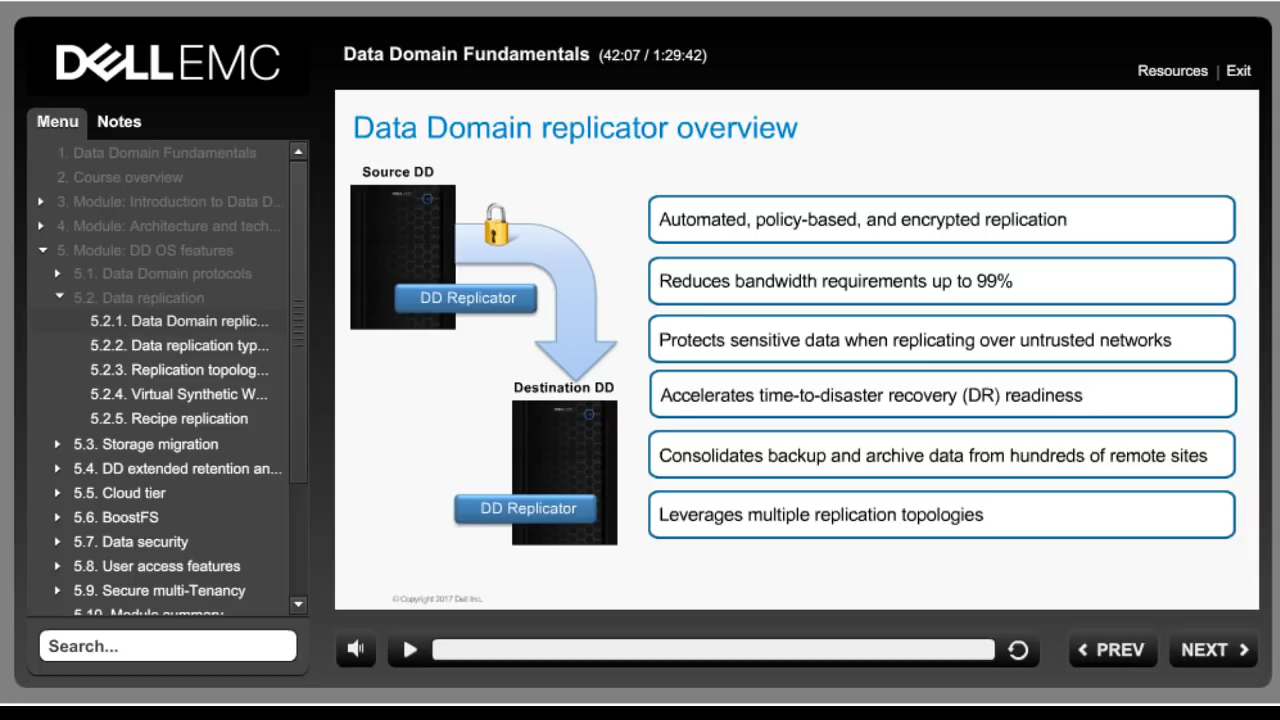 DELLEMC
Data Domain Fundamentals (42:07 / 1:29:42)
Resources | Exit
Menu Notes
1. Data Domain Fundamentals
2. Course overview
3. Module: Introduction to Data D...
4. Module: Architecture and tech...
5. Module: DD OS features
5.1. Data Domain protocols
5.2. Data replication
5.2.1. Data Domain replic...
5.2.2. Data replication typ...
5.2.3. Replication topolog...
5.2.4. Virtual Synthetic W...
5.2.5. Recipe replication
5.3. Storage migration
5.4. DD extended retention an...
5.5. Cloud tier
5.6. BoostFS
5.7. Data security
5.8. User access features
5.9. Secure multi-Tenancy
5.10. Module summary
Search...
Data Domain replicator overview
Source DD
DD Replicator
Destination DD
DD Replicator
Automated, policy-based, and encrypted replication
Reduces bandwidth requirements up to 99%
Protects sensitive data when replicating over untrusted networks
Accelerates time-to-disaster recovery (DR) readiness
Consolidates backup and archive data from hundreds of remote sites
Leverages multiple replication topologies
© Copyright 2017 Dell Inc.
PREV
NEXT